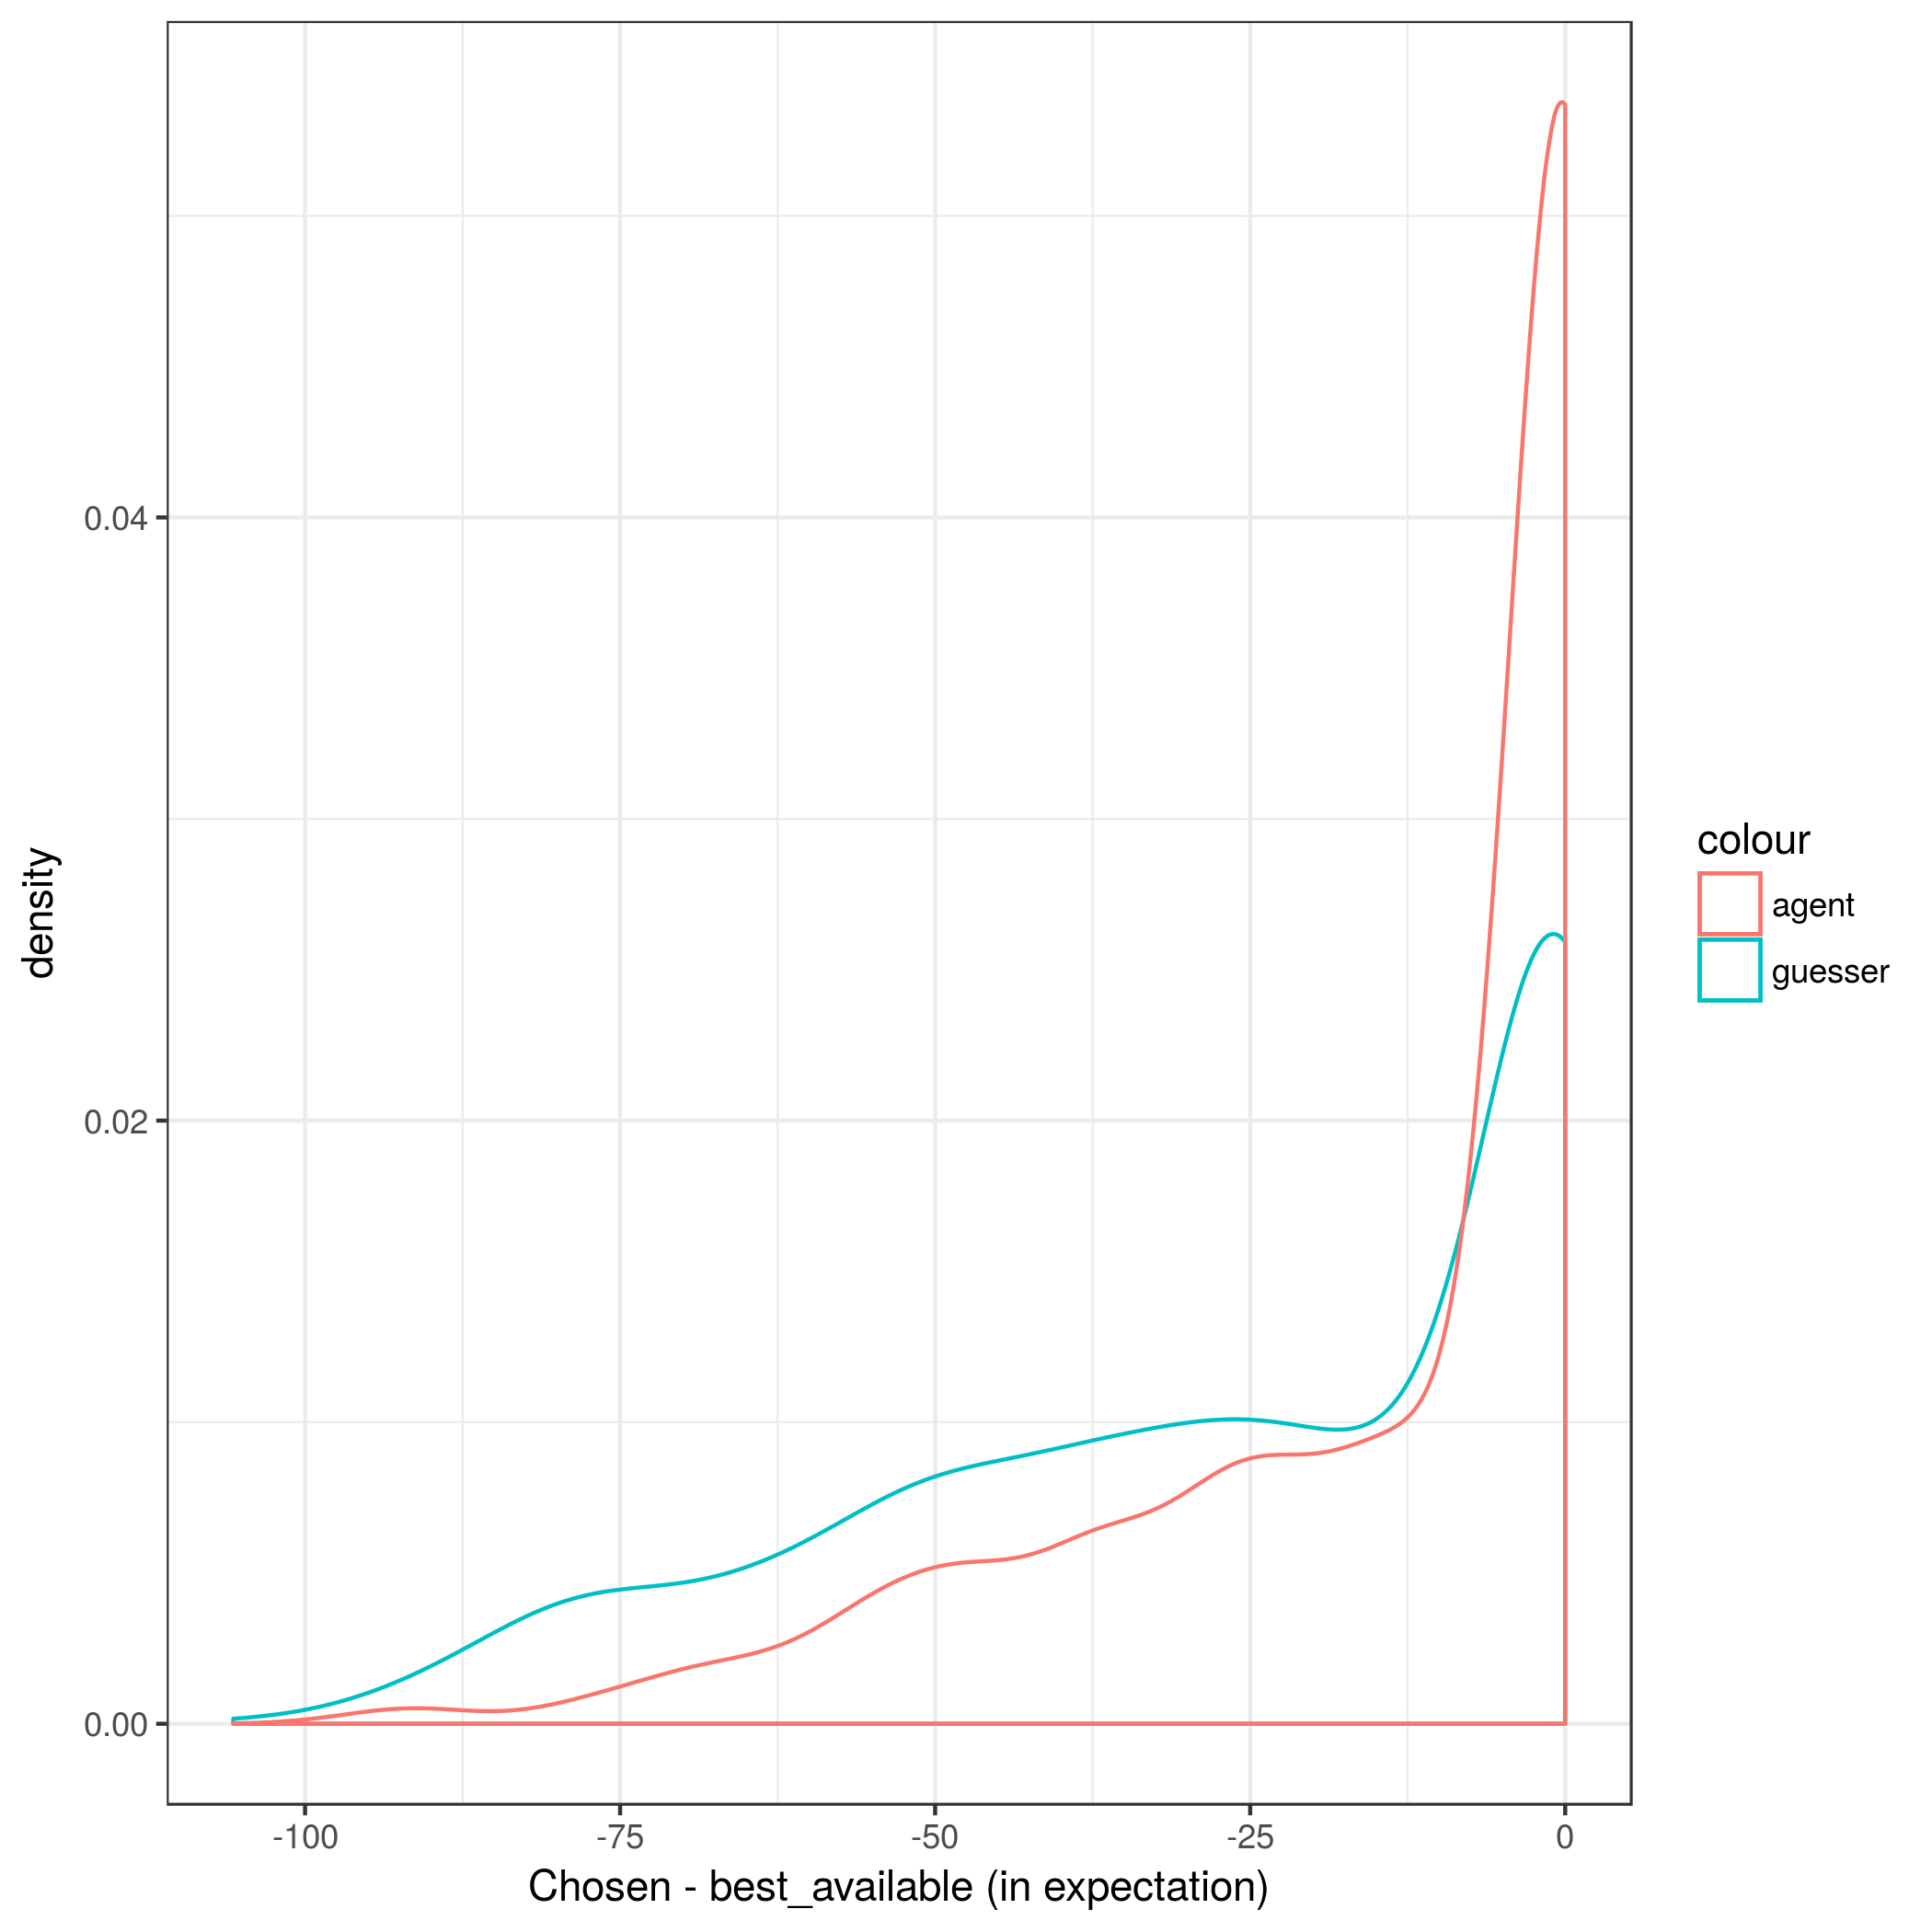 density
0.04
0.02
0.00
-100
-75
-50
-25
0
Chosen - best_available (in expectation)
colour
agent
guesser